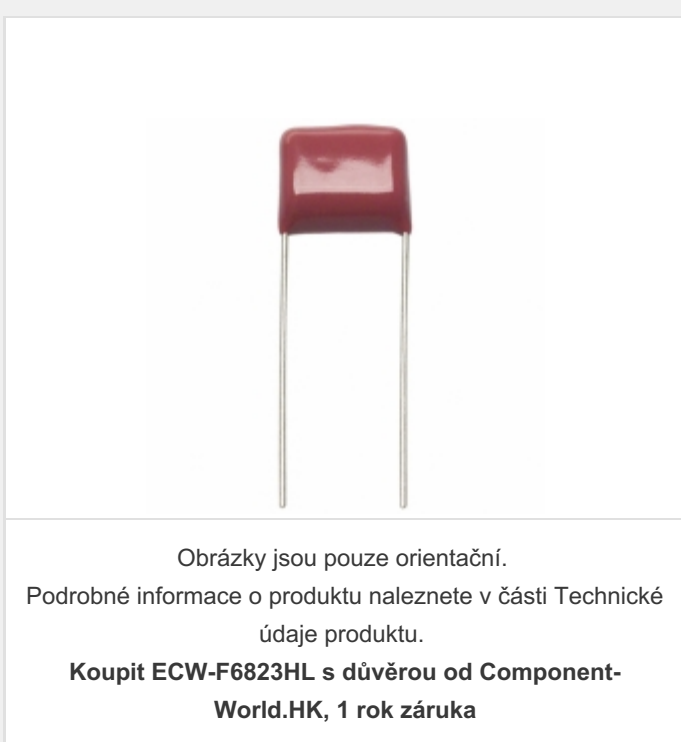 Obrázky jsou pouze orientační.
Podrobné informace o produktu naleznete v části Technické
údaje produktu.
Koupit ECW-F6823HL s důvěrou od Component-
World.HK, 1 rok záruka